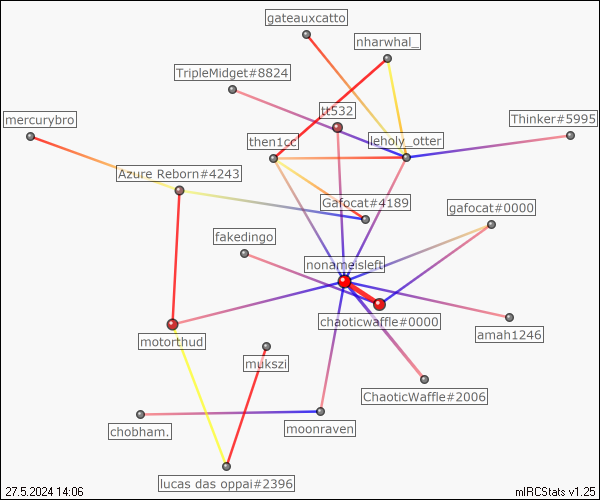 gateauxcatto
nharwhal_
TripleMidget#8824
tt532
mercurybro
Thinker#5995
then1cc
leholy_otter
Azure Reborn#4243
Gafocat#4189
gafocat#0000
fakedingo
nonameisleft
chaoticwaffle#0000
amah1246
motorthud
mukszi
ChaoticWaffle#2006
chobham.
moonraven
lucas das oppai#2396
27.5.2024 14:06
mIRCStats v1.25